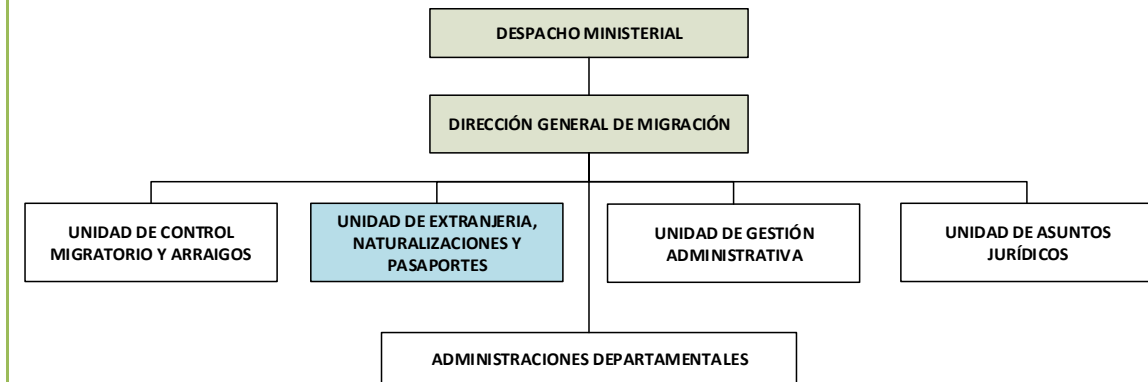 DESPACHO MINISTERIAL
DIRECCIÓN GENERAL DE MIGRACIÓN
UNIDAD DE CONTROL
MIGRATORIO Y ARRAIGOS
UNIDAD DE EXTRANJERIA,
NATURALIZACIONES Y
PASAPORTES
UNIDAD DE GESTIÓN
ADMINISTRATIVA
UNIDAD DE ASUNTOS
JURÍDICOS
ADMINISTRACIONES DEPARTAMENTALES